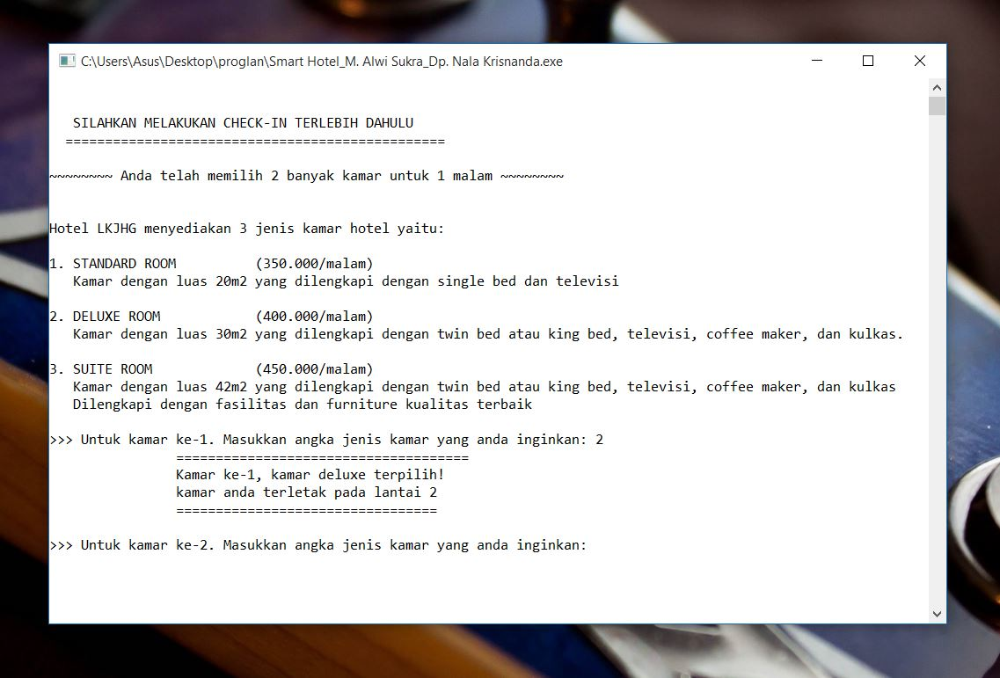 C:\Users\Asus\Desktop\proglan\Smart Hotel_M. Alwi Sukra_Dp. Nala Krisnanda.exe
SILAHKAN MELAKUKAN CHECK-IN TERLEBIH DAHULU
================================================
~~~~~~~~ Anda telah memilih 2 banyak kamar untuk 1 malam ~~~~~~~~
Hotel LKJHG menyediakan 3 jenis kamar hotel yaitu:
1. STANDARD ROOM (350.000/malam)
Kamar dengan luas 20m2 yang dilengkapi dengan single bed dan televisi
2. DELUXE ROOM (400.000/malam)
Kamar dengan luas 30m2 yang dilengkapi dengan twin bed atau king bed, televisi, coffee maker, dan kulkas.
3. SUITE ROOM (450.000/malam)
Kamar dengan luas 42m2 yang dilengkapi dengan twin bed atau king bed, televisi, coffee maker, dan kulkas
Dilengkapi dengan fasilitas dan furniture kualitas terbaik
>>> Untuk kamar ke-1. Masukkan angka jenis kamar yang anda inginkan: 2
=====================================
Kamar ke-1, kamar deluxe terpilih!
kamar anda terletak pada lantai 2
=================================
>>> Untuk kamar ke-2. Masukkan angka jenis kamar yang anda inginkan: